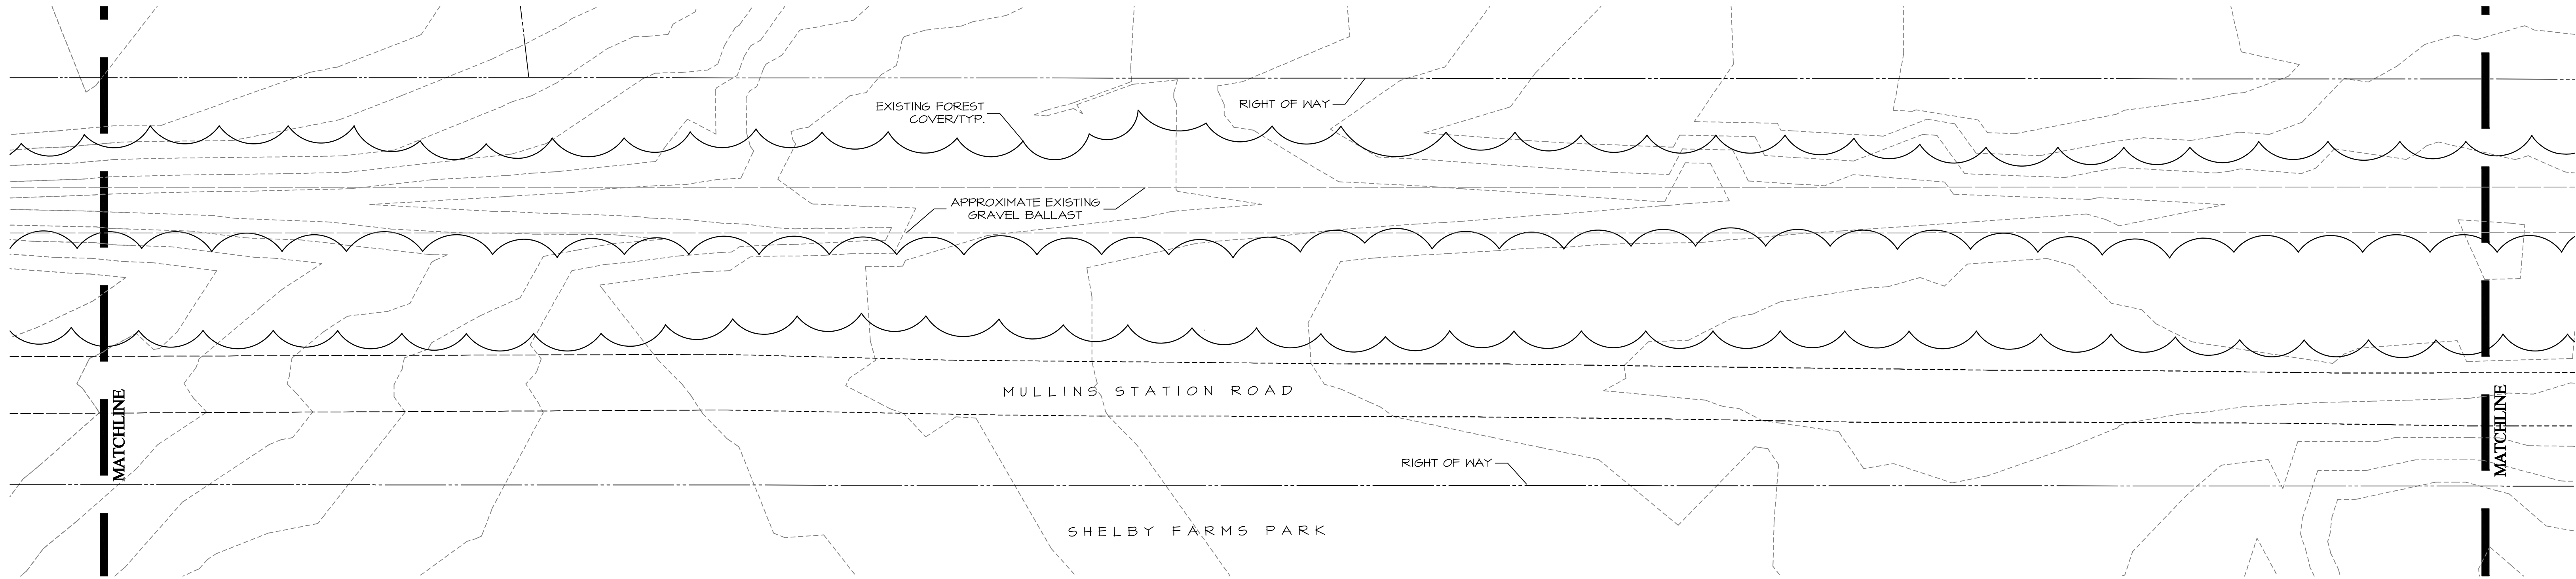 EXISTING FOREST
COVER/TYP.
RIGHT OF WAY
APPROXIMATE EXISTING
GRAVEL BALLAST
MULLINS STATION ROAD
MATCHLINE
MATCHLINE
RIGHT OF WAY
SHELBY FARMS PARK